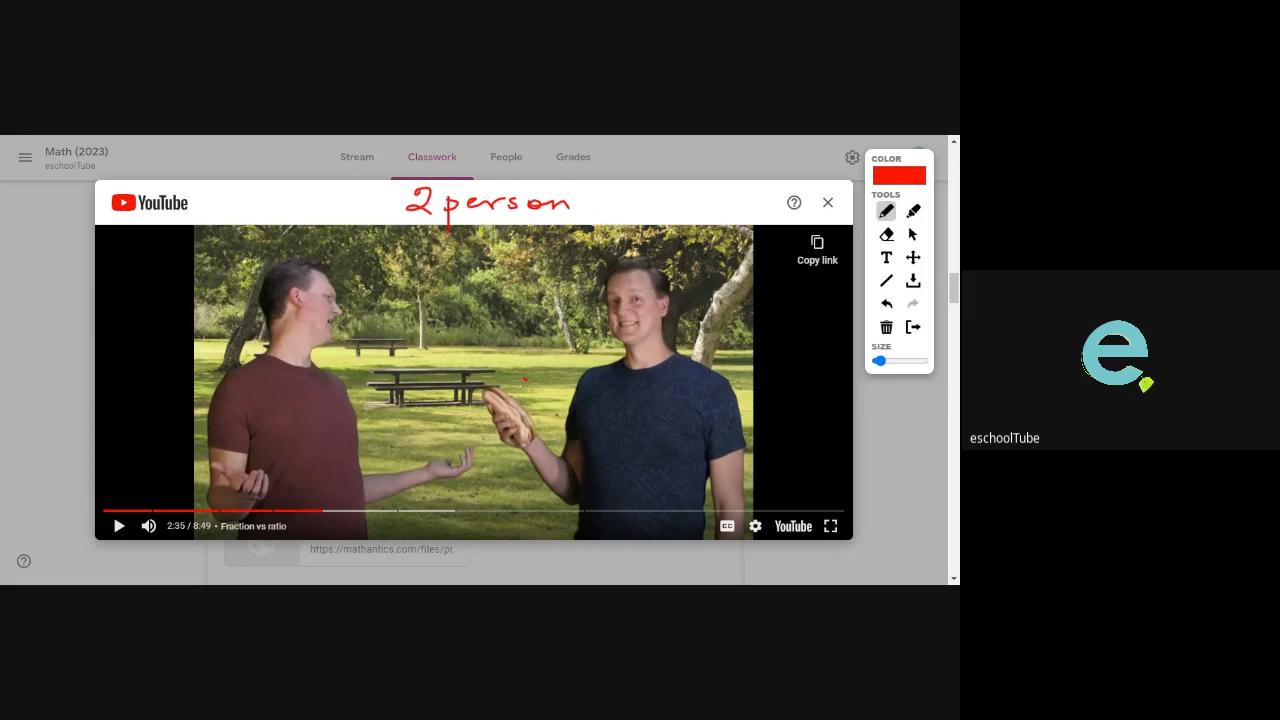 Math (2023)
eschoolTube
Stream
Classwork
People
Grades
YouTube
2 person
Copy link
COLOR
TOOLS
T
SIZE
2:35 / 8:49 • Fraction vs ratio
CC
YouTube
https://mathantics.com/files/pc
e
eschoolTube